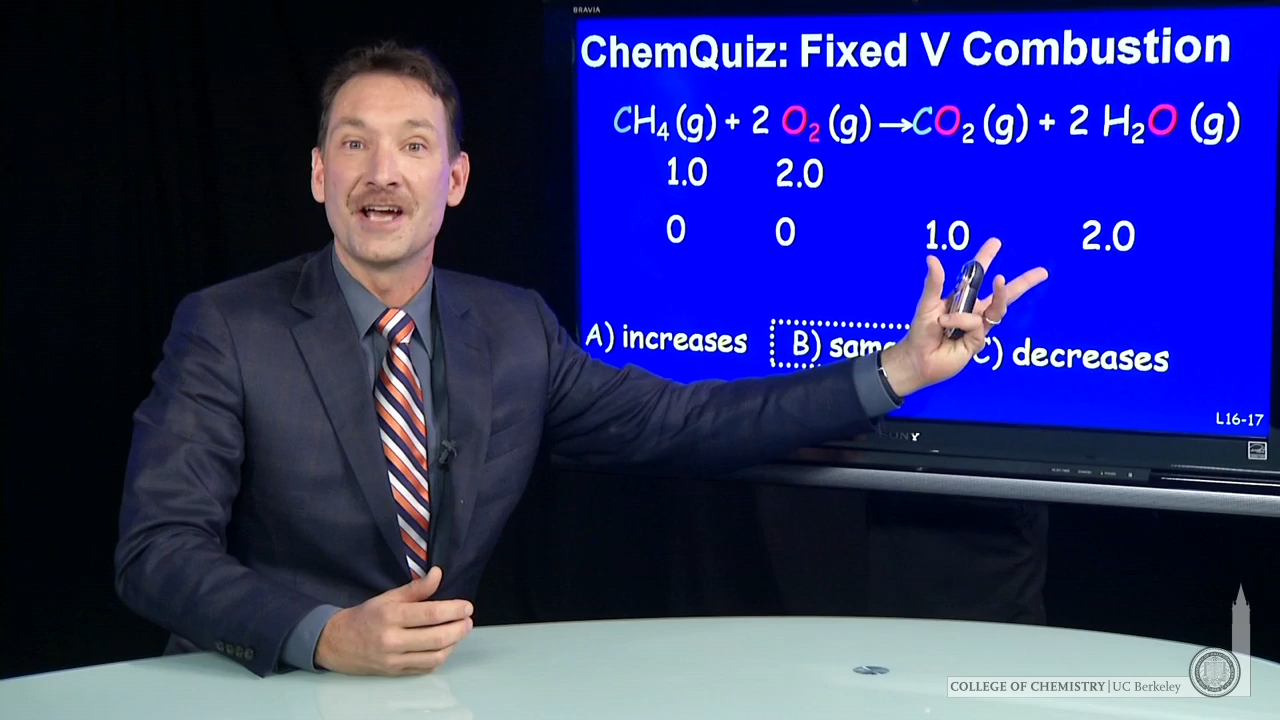 BRAVIA
ChemQuiz: Fixed V Combustion
CH₄(g) + 2 O₂(g) →CO₂(g) + 2 H₂O (g)
1.0 2.0
0 0 1.0 2.0
A) increases B) same C) decreases
L16-17
SONY
COLLEGE OF CHEMISTRY | UC Berkeley